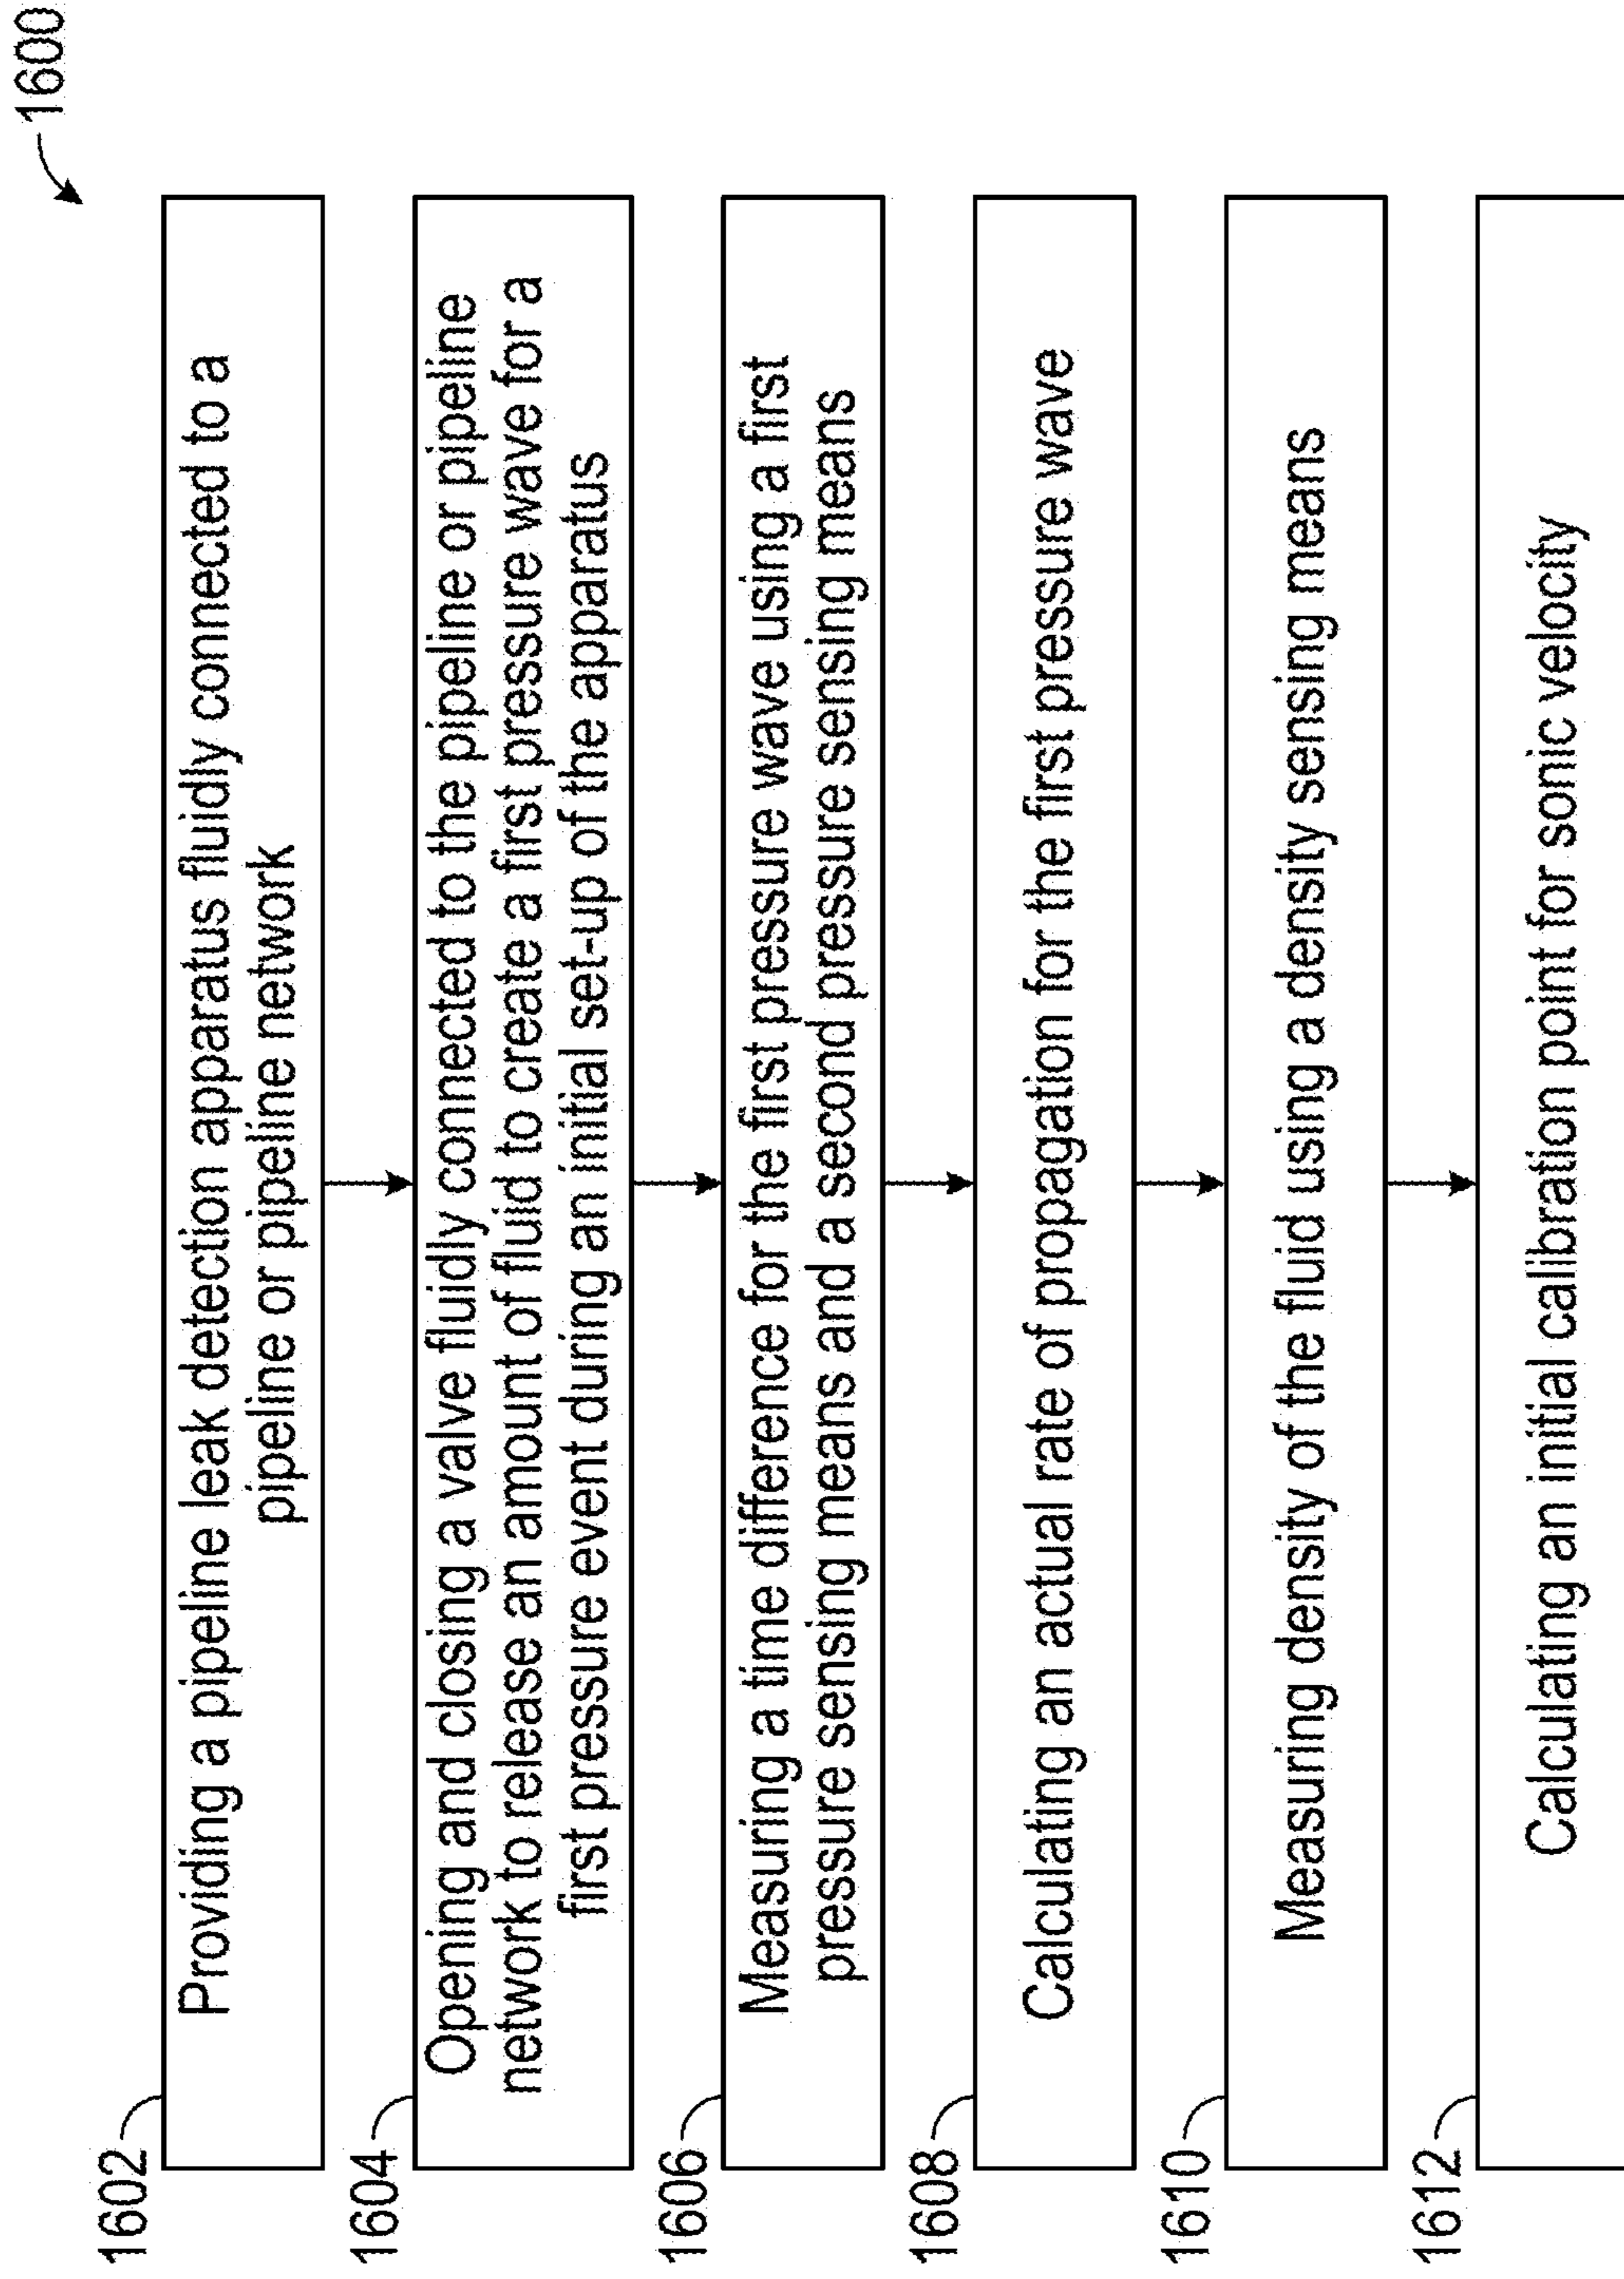 1600
1602
Providing a pipeline leak detection apparatus fluidly connected to a
pipeline or pipeline network
1604
Opening and closing a valve fluidly connected to the pipeline or pipeline
network to release an amount of fluid to create a first pressure wave for a
first pressure event during an initial set-up of the apparatus
1606
Measuring a time difference for the first pressure wave using a first
pressure sensing means and a second pressure sensing means
1608
Calculating an actual rate of propagation for the first pressure wave
1610
Measuring density of the fluid using a density sensing means
1612
Calculating an initial calibration point for sonic velocity